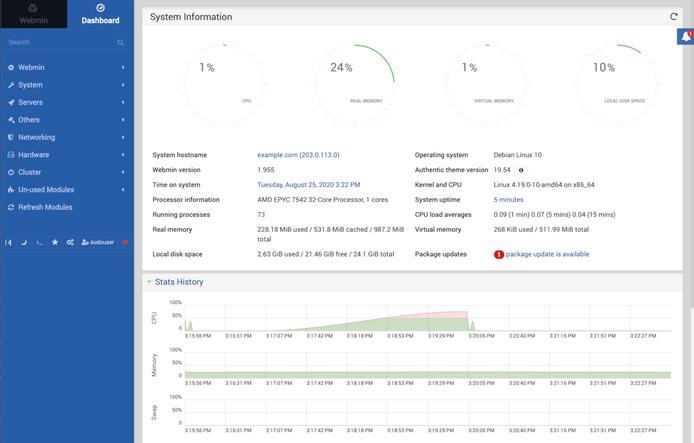 Webmin
Dashboard
Search
Webmin
System
Servers
Others
Networking
Hardware
Cluster
Un-used Modules
Refresh Modules
sudouser
System Information
1
1%
CPU
24%
REAL MEMORY
1%
VIRTUAL MEMORY
10%
LOCAL DISK SPACE
System hostname example.com (203.0.113.0) Operating system Debian Linux 10
Webmin version 1.955 Authentic theme version 19.54
Time on system Tuesday, August 25, 2020 3:22 PM Kernel and CPU Linux 4.19.0-10-amd64 on x86_64
Processor information AMD EPYC 7542 32-Core Processor, 1 cores System uptime 5 minutes
Running processes 73 CPU load averages 0.09 (1 min) 0.07 (5 mins) 0.04 (15 mins)
Real memory 228.18 MiB used / 531.8 MiB cached / 987.2 MiB total Virtual memory 268 KiB used / 511.99 MiB total
Local disk space 2.63 GiB used / 21.46 GiB free / 24.1 GiB total Package updates 1 package update is available
Stats History
CPU
100%
50%
0
3:15:56 PM 3:16:31 PM 3:17:07 PM 3:17:42 PM 3:18:18 PM 3:18:53 PM 3:19:29 PM 3:20:05 PM 3:20:40 PM 3:21:16 PM 3:21:51 PM 3:22:27 PM
Memory
100%
50%
0
3:15:56 PM 3:16:31 PM 3:17:07 PM 3:17:42 PM 3:18:18 PM 3:18:53 PM 3:19:29 PM 3:20:05 PM 3:20:40 PM 3:21:16 PM 3:21:51 PM 3:22:27 PM
Swap
100%
50%
0
3:15:56 PM 3:16:31 PM 3:17:07 PM 3:17:42 PM 3:18:18 PM 3:18:53 PM 3:19:29 PM 3:20:05 PM 3:20:40 PM 3:21:16 PM 3:21:51 PM 3:22:27 PM